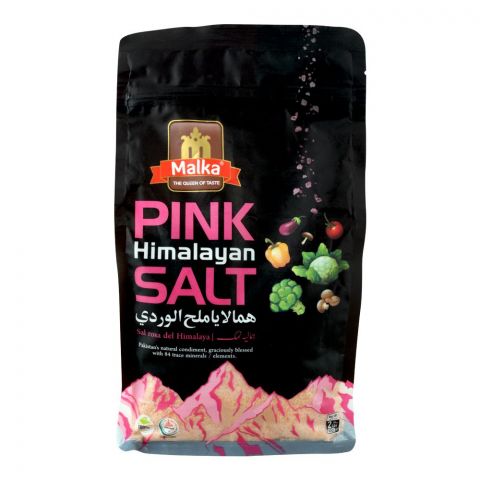 Malka
THE QUEEN OF TASTE
PINK
Himalayan
SALT
همالايا ملح الوردي
Sal rosa del Himalaya |
Pakistan's natural condiment, graciously blessed
with 84 trace minerals / elements.